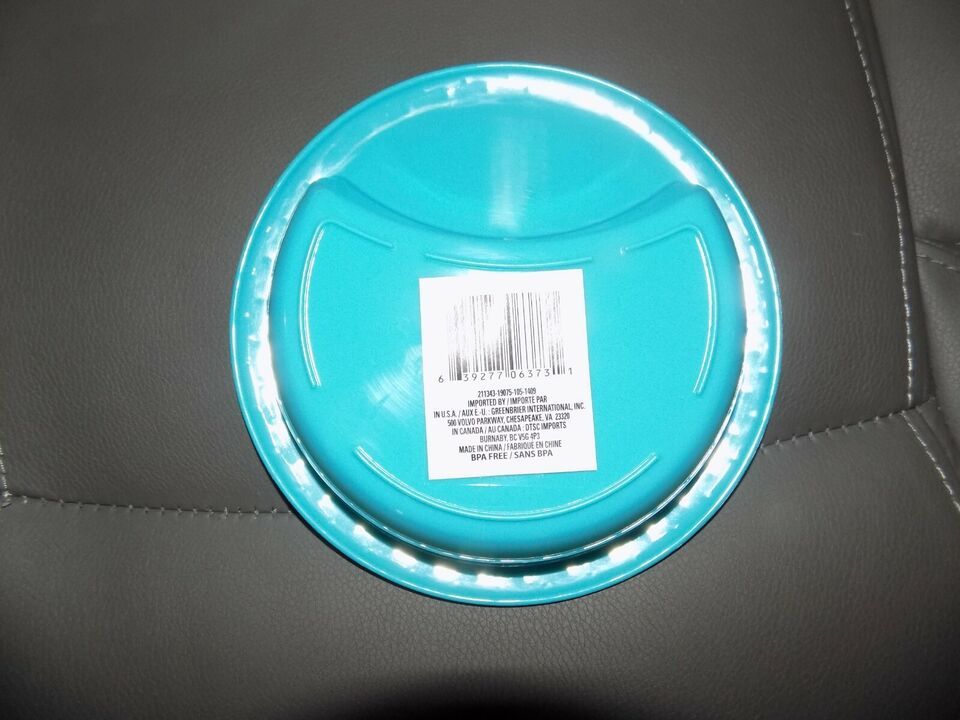 6 39277 06373 1
211343-19075-105-1409
IMPORTED BY / IMPORTE PAR
IN U.S.A. / AUX E.-U. : GREENBRIER INTERNATIONAL, INC.
500 VOLVO PARKWAY, CHESAPEAKE, VA 23320
IN CANADA / AU CANADA : DTSC IMPORTS
BURNABY, BC V5G 4P3
MADE IN CHINA / FABRIQUE EN CHINE
BPA FREE / SANS BPA